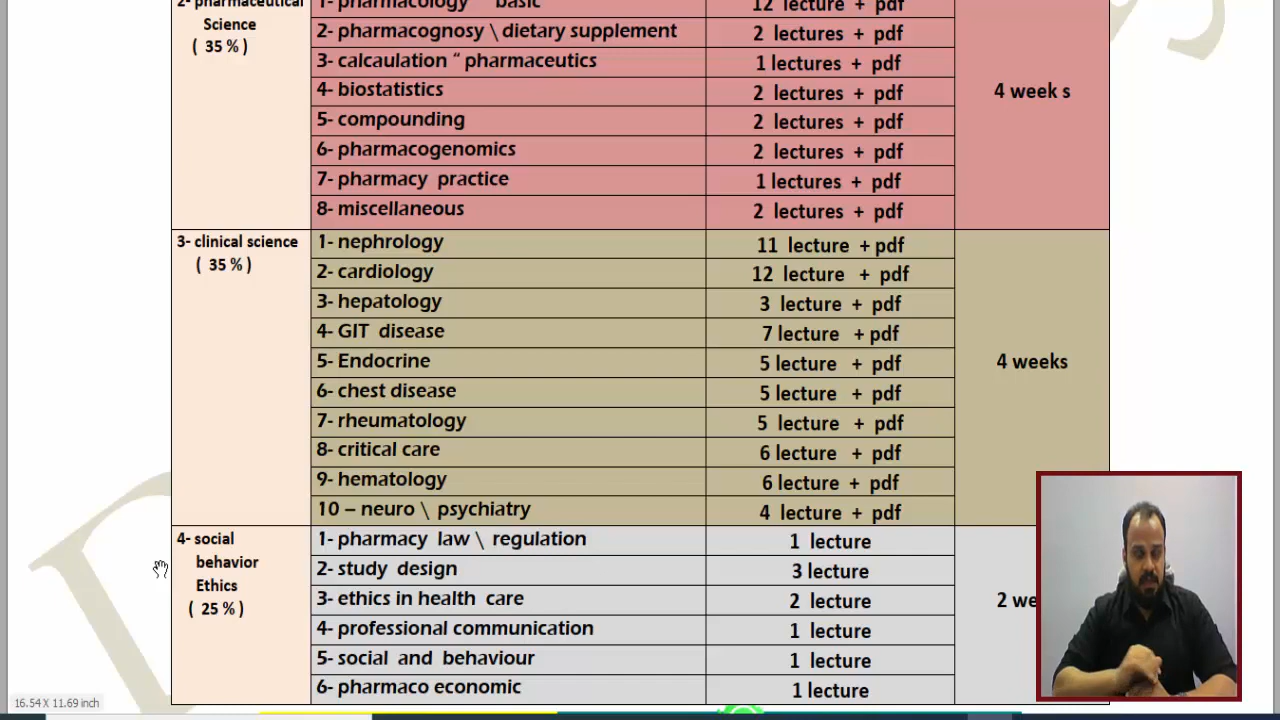 2- pharmaceutical
Science
( 35 % )
1- pharmacology " basic
12 lecture + pdf
2- pharmacognosy \ dietary supplement
2 lectures + pdf
3- calcaulation “ pharmaceutics
1 lectures + pdf
4- biostatistics
2 lectures + pdf
5- compounding
2 lectures + pdf
6- pharmacogenomics
2 lectures + pdf
7- pharmacy practice
1 lectures + pdf
8- miscellaneous
2 lectures + pdf
4 week s
3- clinical science
( 35 % )
1- nephrology
11 lecture + pdf
2- cardiology
12 lecture + pdf
3- hepatology
3 lecture + pdf
4- GIT disease
7 lecture + pdf
5- Endocrine
5 lecture + pdf
6- chest disease
5 lecture + pdf
7- rheumatology
5 lecture + pdf
8- critical care
6 lecture + pdf
9- hematology
6 lecture + pdf
10 – neuro \ psychiatry
4 lecture + pdf
4 weeks
4- social
behavior
Ethics
( 25 % )
1- pharmacy law \ regulation
1 lecture
2- study design
3 lecture
3- ethics in health care
2 lecture
4- professional communication
1 lecture
5- social and behaviour
1 lecture
6- pharmaco economic
1 lecture
2 we
16.54 X 11.69 inch